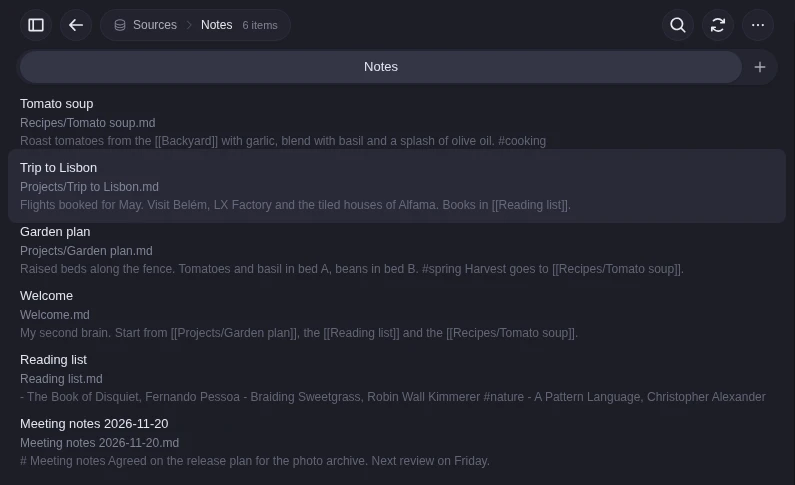 Sources > Notes 6 items
Notes
Tomato soup
Recipes/Tomato soup.md
Roast tomatoes from the [[Backyard]] with garlic, blend with basil and a splash of olive oil. #cooking
Trip to Lisbon
Projects/Trip to Lisbon.md
Flights booked for May. Visit Belém, LX Factory and the tiled houses of Alfama. Books in [[Reading list]].
Garden plan
Projects/Garden plan.md
Raised beds along the fence. Tomatoes and basil in bed A, beans in bed B. #spring Harvest goes to [[Recipes/Tomato soup]].
Welcome
Welcome.md
My second brain. Start from [[Projects/Garden plan]], the [[Reading list]] and the [[Recipes/Tomato soup]].
Reading list
Reading list.md
- The Book of Disquiet, Fernando Pessoa - Braiding Sweetgrass, Robin Wall Kimmerer #nature - A Pattern Language, Christopher Alexander
Meeting notes 2026-11-20
Meeting notes 2026-11-20.md
# Meeting notes Agreed on the release plan for the photo archive. Next review on Friday.